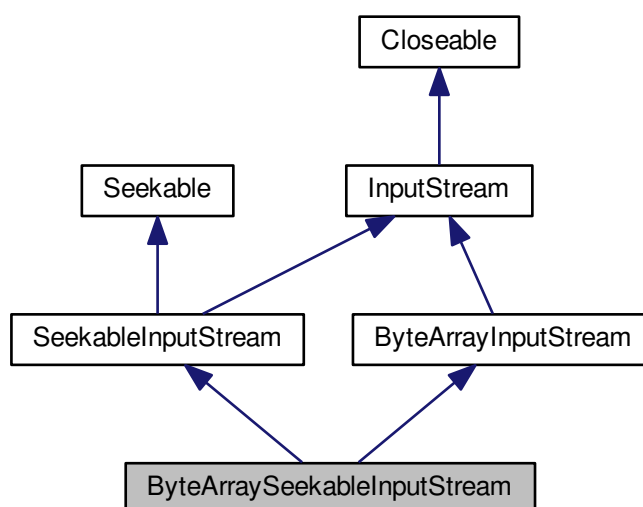 Closeable
Seekable
InputStream
SeekableInputStream
ByteArrayInputStream
ByteArraySeekableInputStream